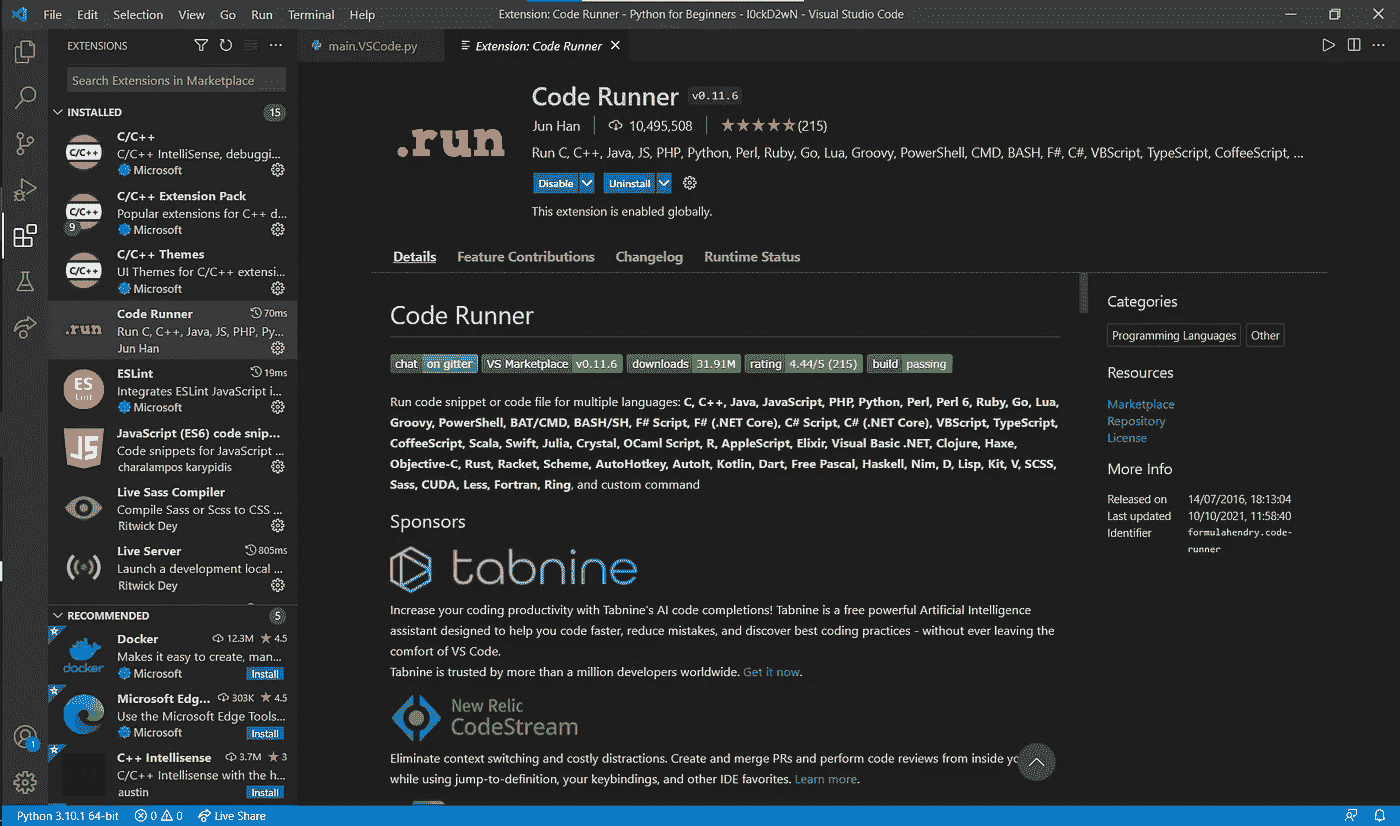 File Edit Selection View Go Run Terminal Help
Extension: Code Runner - Python for Beginners - l0ckD2wN - Visual Studio Code
EXTENSIONS
Search Extensions in Marketplace
INSTALLED 15
C/C++
C/C++ IntelliSense, debuggi...
Microsoft
C/C++ Extension Pack
Popular extensions for C++ d...
9 Microsoft
C/C++ Themes
UI Themes for C/C++ extensi...
Microsoft
.run
Code Runner 70ms
Run C, C++, Java, JS, PHP, Py...
Jun Han
ES Lint
ESLint 19ms
Integrates ESLint JavaScript i...
Microsoft
JS
JavaScript (ES6) code snip...
Code snippets for JavaScript ...
charalampos karypidis
Live Sass Compiler
Compile Sass or Scss to CSS ...
Ritwick Dey
Live Server 805ms
Launch a development local ...
Ritwick Dey
RECOMMENDED 5
docker
Docker 12.3M 4.5
Makes it easy to create, man...
Microsoft Install
Microsoft Edg... 303K 4.5
Use the Microsoft Edge Tools...
Microsoft Install
C++ Intellisense 3.7M 3
C/C++ Intellisense with the h...
austin Install
1
main.VSCode.py
Extension: Code Runner
.run
Code Runner v0.11.6
Jun Han 10,495,508 (215)
Run C, C++, Java, JS, PHP, Python, Perl, Ruby, Go, Lua, Groovy, PowerShell, CMD, BASH, F#, C#, VBScript, TypeScript, CoffeeScript, ...
Disable Uninstall
This extension is enabled globally.
Details Feature Contributions Changelog Runtime Status
Code Runner
chat on gitter VS Marketplace v0.11.6 downloads 31.91M rating 4.44/5 (215) build passing
Run code snippet or code file for multiple languages: C, C++, Java, JavaScript, PHP, Python, Perl, Perl 6, Ruby, Go, Lua,
Groovy, PowerShell, BAT/CMD, BASH/SH, F# Script, F# (.NET Core), C# Script, C# (.NET Core), VBScript, TypeScript,
CoffeeScript, Scala, Swift, Julia, Crystal, OCaml Script, R, AppleScript, Elixir, Visual Basic .NET, Clojure, Haxe,
Objective-C, Rust, Racket, Scheme, AutoHotkey, AutoIt, Kotlin, Dart, Free Pascal, Haskell, Nim, D, Lisp, Kit, V, SCSS,
Sass, CUDA, Less, Fortran, Ring, and custom command
Sponsors
tabnine
Increase your coding productivity with Tabnine's AI code completions! Tabnine is a free powerful Artificial Intelligence
assistant designed to help you code faster, reduce mistakes, and discover best coding practices - without ever leaving the
comfort of VS Code.
Tabnine is trusted by more than a million developers worldwide. Get it now.
New Relic
CodeStream
Eliminate context switching and costly distractions. Create and merge PRs and perform code reviews from inside yo
while using jump-to-definition, your keybindings, and other IDE favorites. Learn more.
Categories
Programming Languages Other
Resources
Marketplace
Repository
License
More Info
Released on 14/07/2016, 18:13:04
Last updated 10/10/2021, 11:58:40
Identifier formulahendry.code-
runner
Python 3.10.1 64-bit 0 0 Live Share